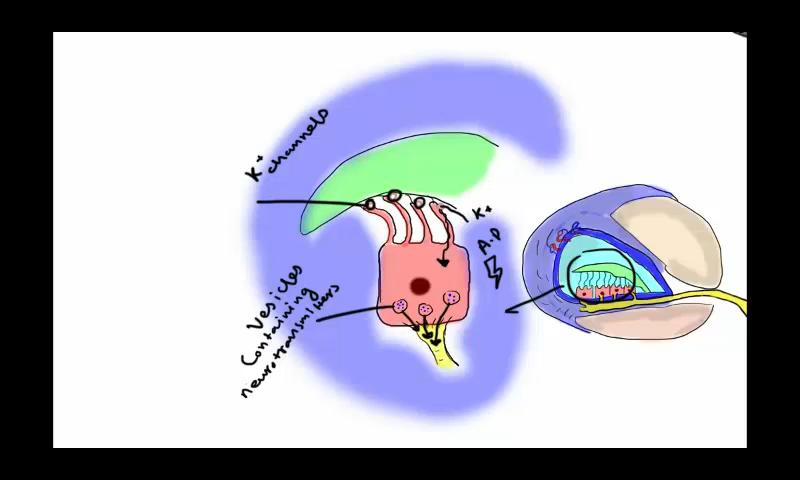 K+
channels
K+
A.P
Vesicles
Containing
neurotransmitters